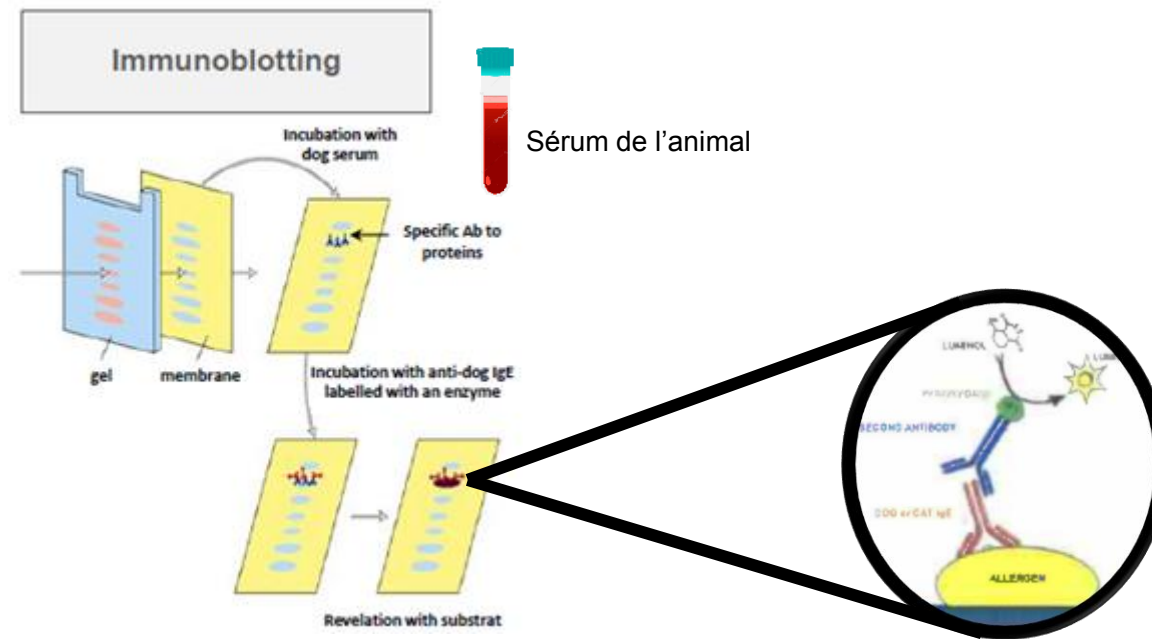 Immunoblotting
Sérum de l'animal
Incubation with
dog serum
Specific Ab to
proteins
gel
membrane
Incubation with anti-dog IgE
labelled with an enzyme
Revelation with substrat
LUMINOL
SECOND ANTIBODY
DOG or CAT IgE
ALLERGEN